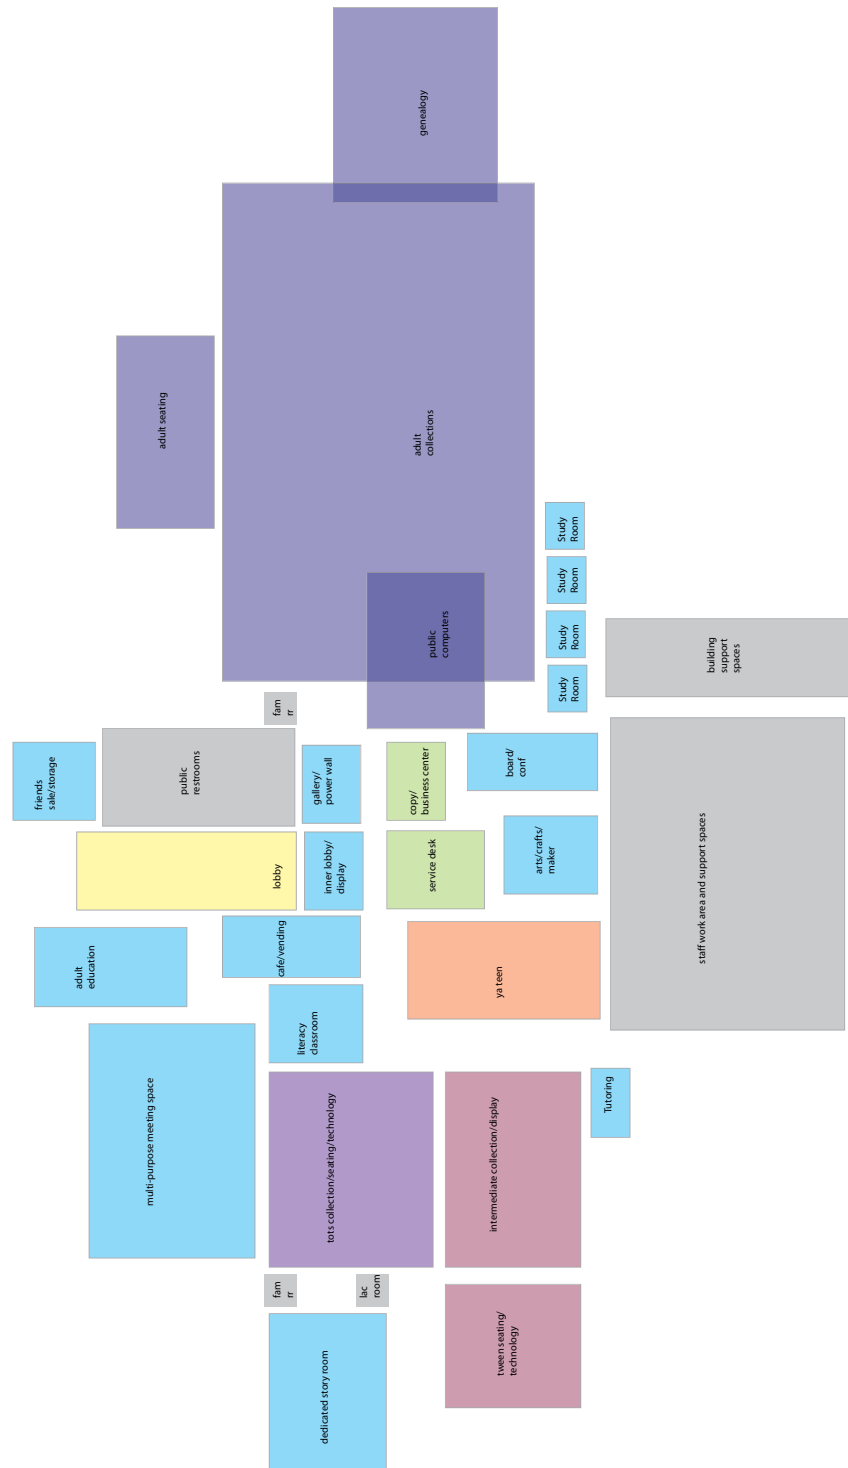 genealogy
adult seating
adult
collections
Study
Room
Study
Room
Study
Room
Study
Room
public
computers
building
support
spaces
fam
rr
friends
sale/storage
public
restrooms
gallery/
power wall
copy/
business center
board/
conf
lobby
inner lobby/
display
service desk
arts/crafts/
maker
staff work area and support spaces
adult
education
cafe/vending
ya teen
literacy
classroom
multi-purpose meeting space
tots collection/seating/technology
intermediate collection/display
Tutoring
fam
rr
lac
room
dedicated story room
tween seating/
technology